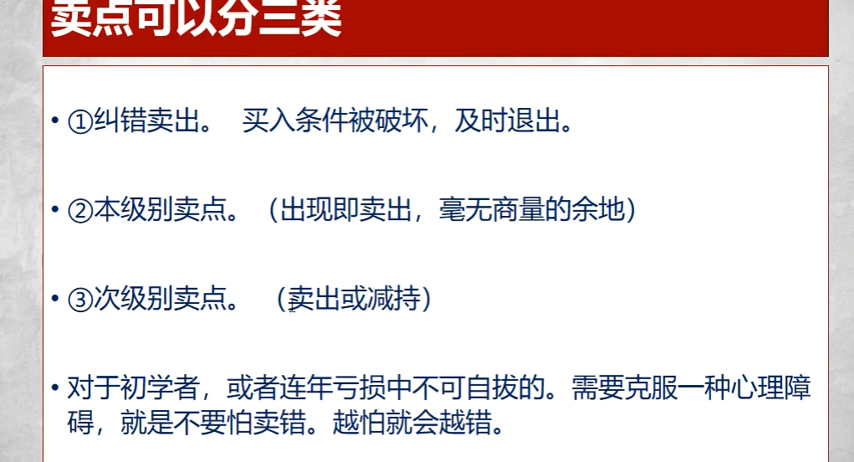 卖点可以分三类
•①纠错卖出。 买入条件被破坏，及时退出。
•②本级别卖点。（出现即卖出，毫无商量的余地）
•③次级别卖点。 （卖出或减持）
•对于初学者，或者连年亏损中不可自拔的。需要克服一种心理障
碍，就是不要怕卖错。越怕就会越错。